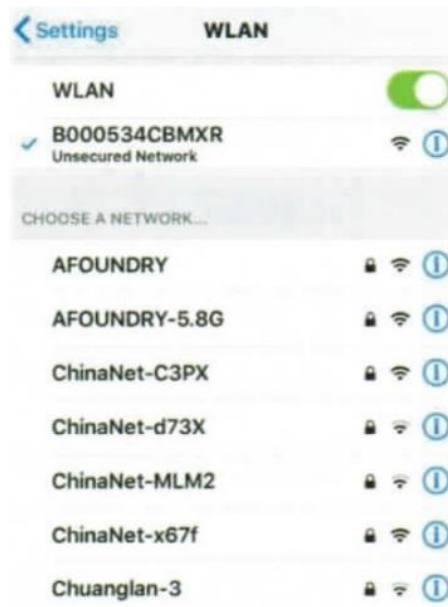 Settings
WLAN
WLAN
B000534CBMXR
Unsecured Network
CHOOSE A NETWORK...
AFOUNDRY
AFOUNDRY-5.8G
ChinaNet-C3PX
ChinaNet-d73X
ChinaNet-MLM2
ChinaNet-x67f
Chuanglan-3